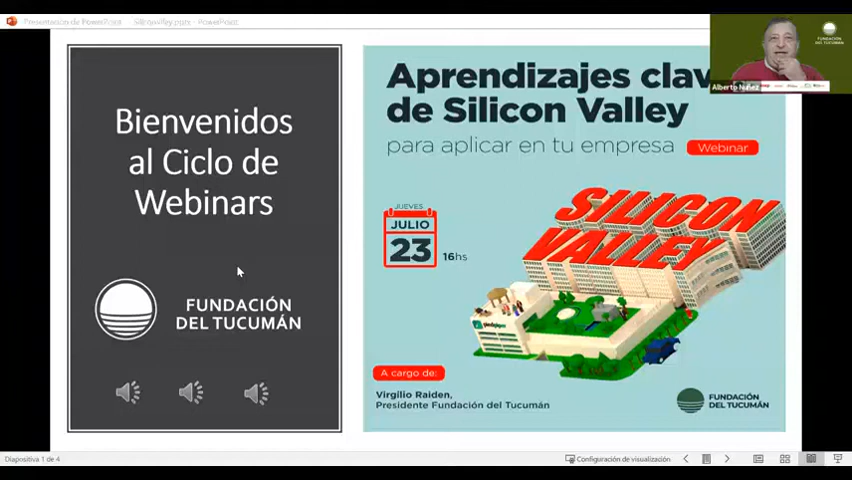 Presentación de PowerPoint
Siliconvalley.pptx - PowerPoint
FUNDACIÓN
DEL TUCUMÁN
Alberto Nuñez
Bienvenidos
al Ciclo de
Webinars
FUNDACIÓN
DEL TUCUMÁN
Aprendizajes clav
de Silicon Valley
para aplicar en tu empresa
Webinar
JUEVES
JULIO
23
16hs
SILICON
VALLEY
A cargo de:
Virgilio Raiden,
Presidente Fundación del Tucumán
FUNDACIÓN
DEL TUCUMÁN
Diapositiva 1 de 4
Configuración de visualización